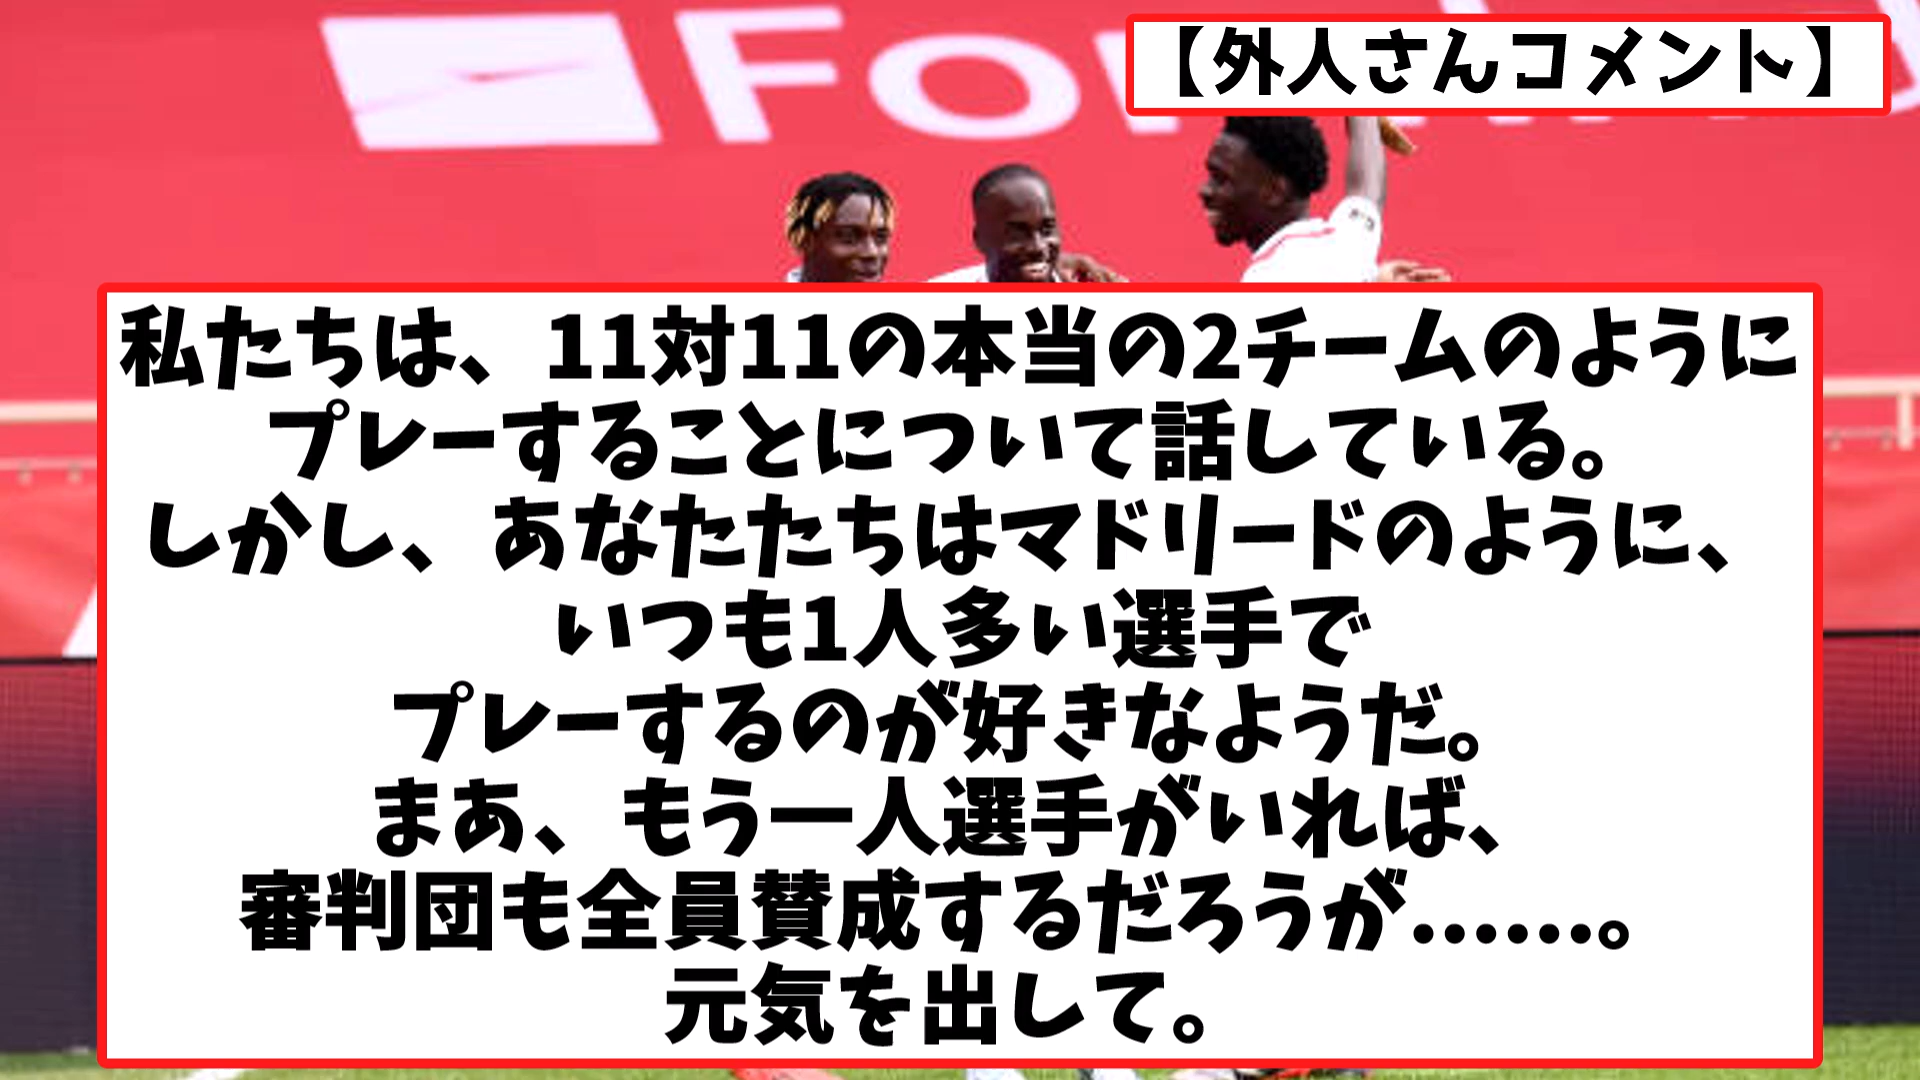 【外人さんコメント】
私たちは、11対11の本当の2チームのように
プレーすることについて話している。
しかし、あなたたちはマドリードのように、
いつも1人多い選手で
プレーするのが好きなようだ。
まあ、もう一人選手がいれば、
審判団も全員賛成するだろうが……。
元気を出して。